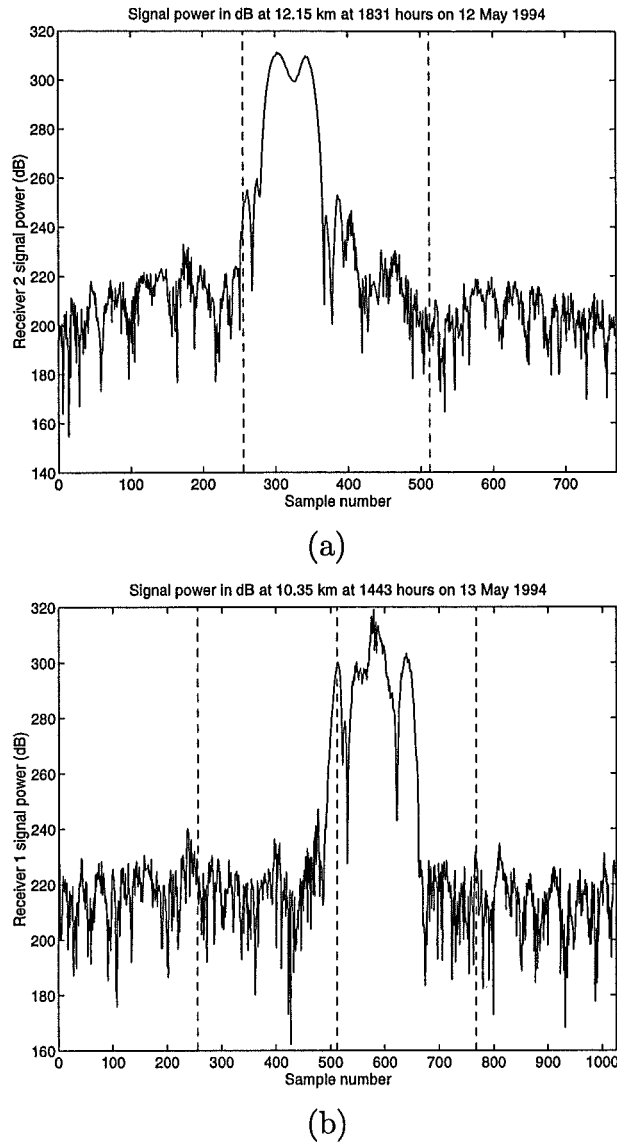 Signal power in dB at 12.15 km at 1831 hours on 12 May 1994
320
300
280
260
240
220
200
180
160
140
Receiver 2 signal power (dB)
0 100 200 300 400 500 600 700
Sample number
(a)
Signal power in dB at 10.35 km at 1443 hours on 13 May 1994
320
300
280
260
240
220
200
180
160
Receiver 1 signal power (dB)
0 100 200 300 400 500 600 700 800 900 1000
Sample number
(b)